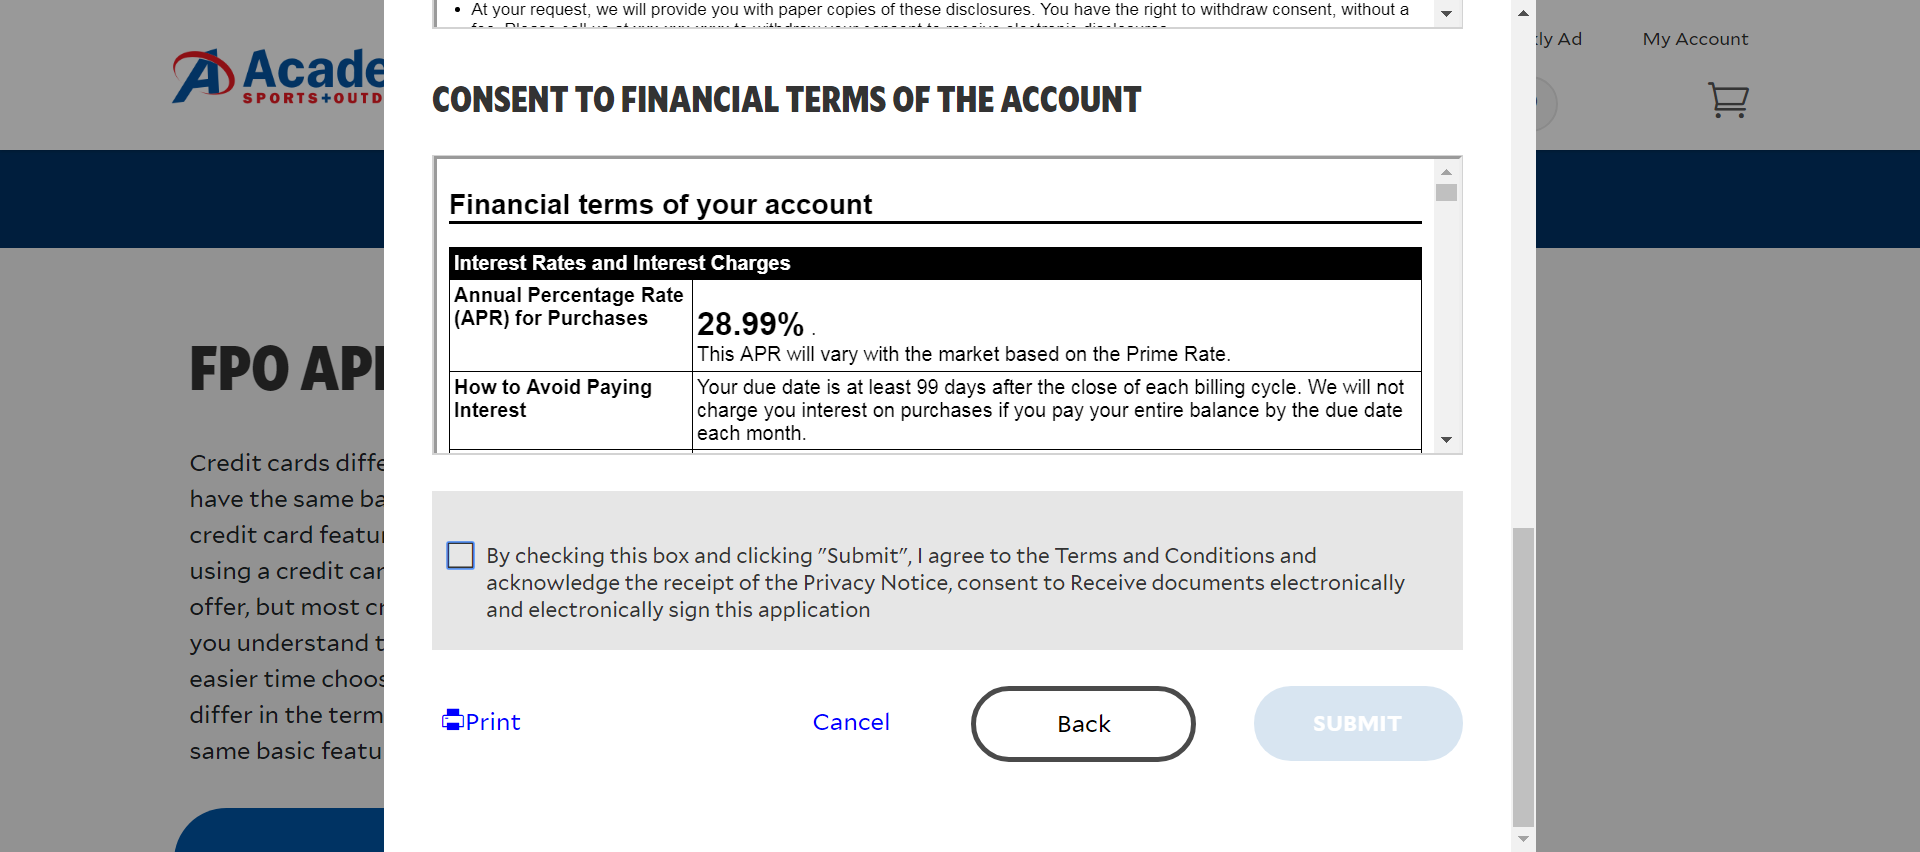 At your request, we will provide you with paper copies of these disclosures. You have the right to withdraw consent, without a
ly Ad
My Account
Acade
SPORTS+OUTD
CONSENT TO FINANCIAL TERMS OF THE ACCOUNT
Financial terms of your account
Interest Rates and Interest Charges
Annual Percentage Rate
(APR) for Purchases
28.99% .
This APR will vary with the market based on the Prime Rate.
How to Avoid Paying
Interest
Your due date is at least 99 days after the close of each billing cycle. We will not
charge you interest on purchases if you pay your entire balance by the due date
each month.
FPO AP
Credit cards diffe
have the same ba
credit card featu
using a credit car
offer, but most cr
you understand t
easier time choos
differ in the term
same basic featu
By checking this box and clicking "Submit", I agree to the Terms and Conditions and
acknowledge the receipt of the Privacy Notice, consent to Receive documents electronically
and electronically sign this application
Print
Cancel
Back
SUBMIT